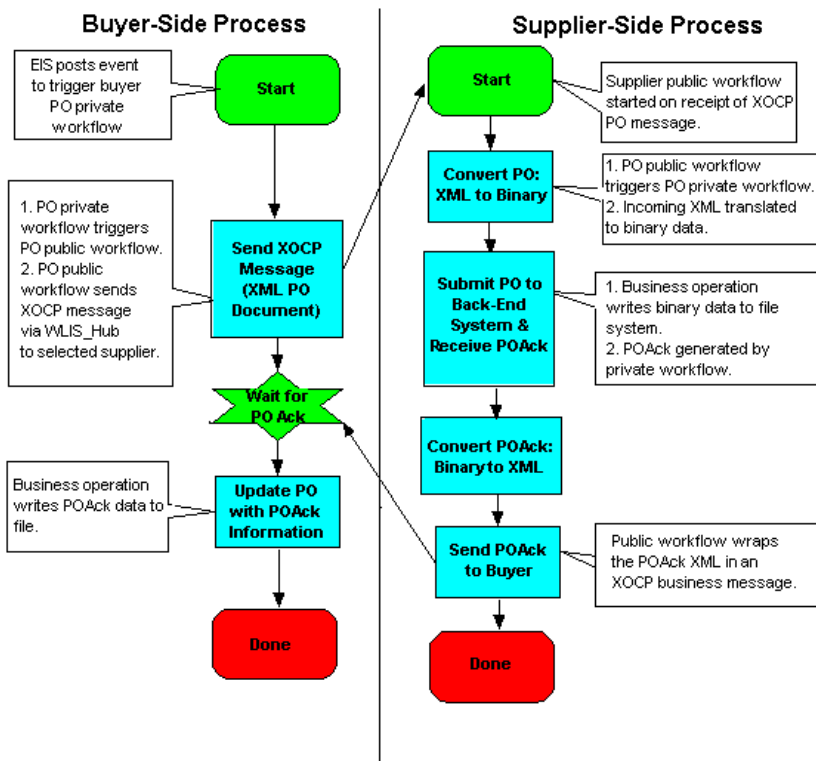 Buyer-Side Process
EIS posts event
to trigger buyer
PO private
workflow
Start
1. PO private
workflow triggers
PO public workflow.
2. PO public
workflow sends
XOCP message
via WLIS_Hub
to selected supplier.
Send XOCP
Message
(XML PO
Document)
Wait for
PO Ack
Business operation
writes POAck data to
file.
Update PO
with POAck
Information
Done
Supplier-Side Process
Start
Supplier public workflow
started on receipt of XOCP
PO message.
Convert PO:
XML to Binary
1. PO public workflow
triggers PO private workflow.
2. Incoming XML translated
to binary data.
Submit PO to
Back-End
System &
Receive POAck
1. Business operation
writes binary data to file
system.
2. POAck generated by
private workflow.
Convert POAck:
Binary to XML
Send POAck
to Buyer
Public workflow wraps
the POAck XML in an
XOCP business message.
Done